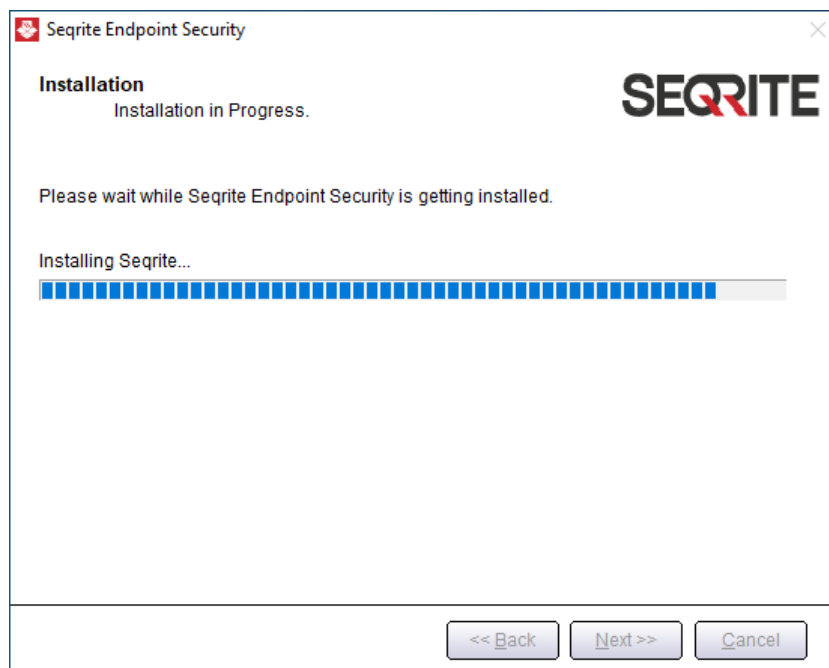 Seqrite Endpoint Security
Installation
Installation in Progress.
SEQRITE
Please wait while Seqrite Endpoint Security is getting installed.
Installing Seqrite...
<< Back
Next >>
Cancel